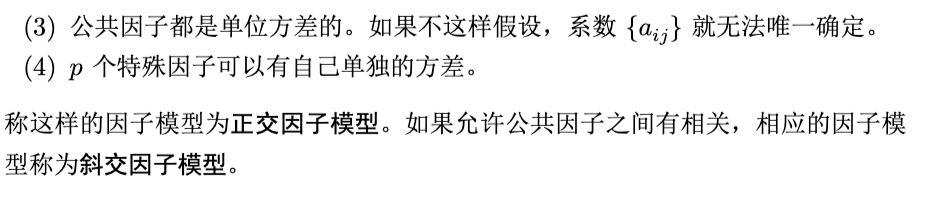 (3) 公共因子都是单位方差的。如果不这样假设，系数 {a_{ij}} 就无法唯一确定。
(4) p 个特殊因子可以有自己单独的方差。
称这样的因子模型为正交因子模型。如果允许公共因子之间有相关，相应的因子模
型称为斜交因子模型。